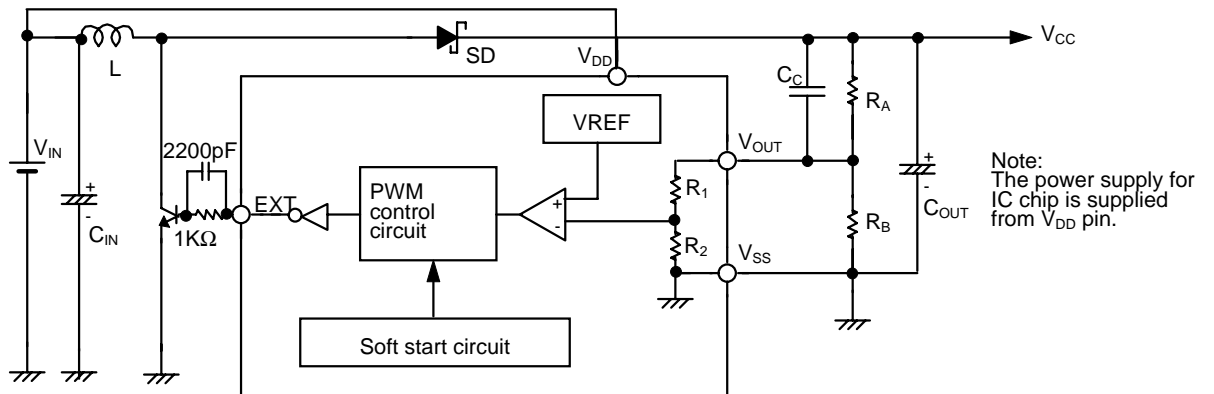 VCC
L
SD
VDD
CC
RA
VREF
VIN
2200pF
VOUT
Note:
The power supply for
IC chip is supplied
from VDD pin.
+
-
CIN
EXT
PWM
control
circuit
+
-
R1
+
-
COUT
1KΩ
R2
RB
VSS
Soft start circuit